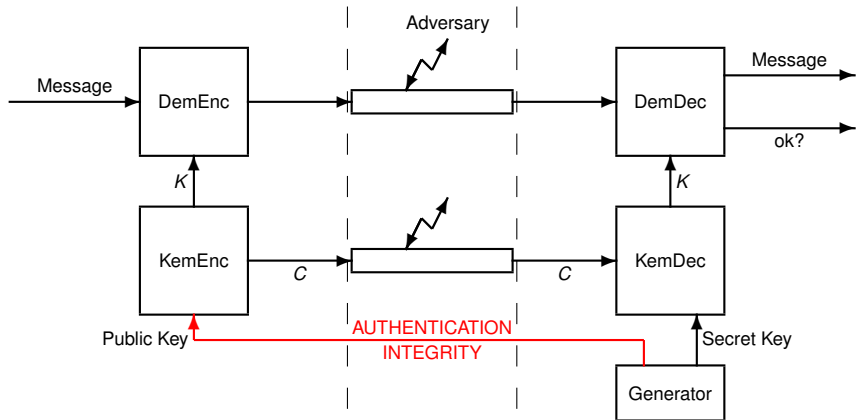 Adversary
Message
DemEnc
DemDec
Message
ok?
K
K
KemEnc
C
C
KemDec
Public Key
AUTHENTICATION
INTEGRITY
Secret Key
Generator